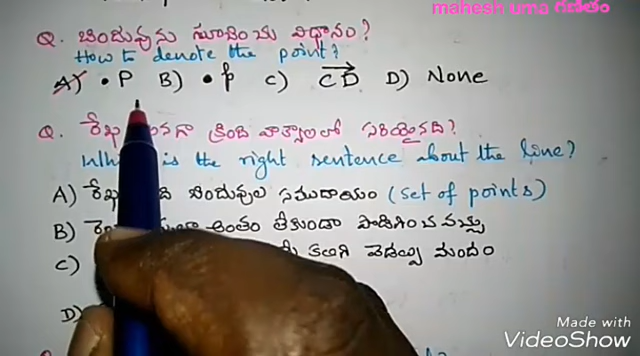 mahesh uma గణితం
Q. బిందువును సూచించు విధానం?
How to denote the point?
A) • P B) • p C) CD D) None
Q. రేఖ అనగా క్రింది వాక్యాలలో సరియైనది?
is the right sentence about the line?
A) రేఖ బిందువుల సముదాయం (set of points)
B) అంతం లేకుండా పొడిగించవచ్చు
C) కలిగి వెడల్పు మందం
D)
Made with
VideoShow